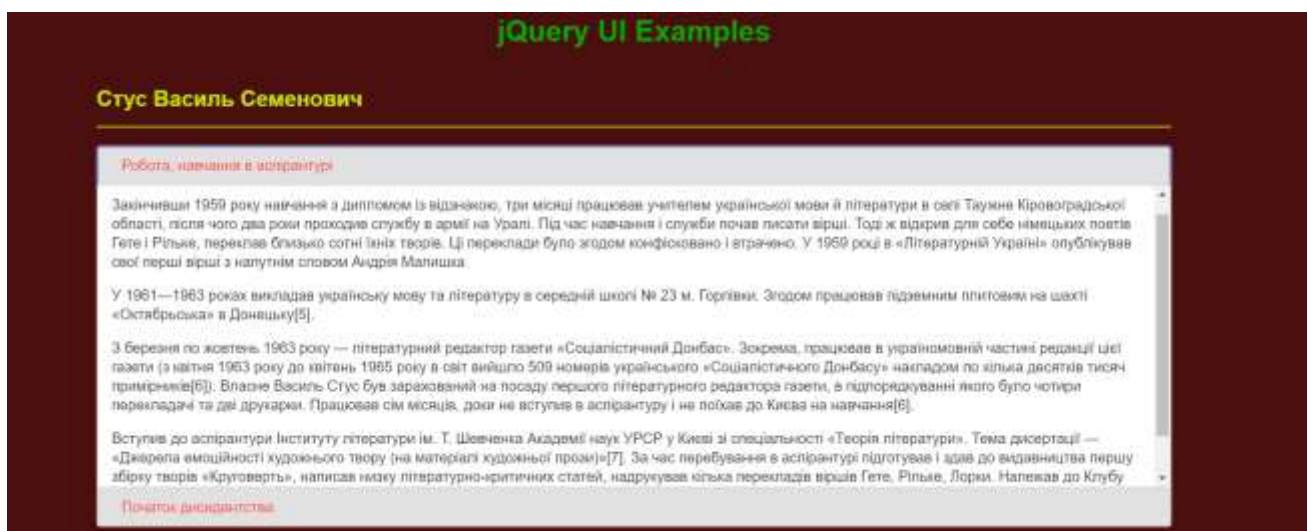 jQuery UI Examples
Стус Василь Семенович
Робота, навчання в аспірантурі
Закінчивши 1959 року навчання з дипломом із відзнакою, три місяці працював учителем української мови й літератури в селі Таужне Кіровоградської
області, після чого два роки проходив службу в армії на Уралі. Під час навчання і служби почав писати вірші. Тоді ж відкрив для себе німецьких поетів
Гете і Рільке, переклав близько сотні їхніх творів. Ці переклади було згодом конфісковано і втрачено. У 1959 році в «Літературній Україні» опублікував
свої перші вірші з напутнім словом Андрія Малишка
У 1961—1963 роках викладав українську мову та літературу в середній школі № 23 м. Горлівки. Згодом працював підземним плитовим на шахті
«Октябрьська» в Донецьку[5].
З березня по жовтень 1963 року — літературний редактор газети «Соціалістичний Донбас». Зокрема, працював в україномовній частині редакції цієї
газети (з квітня 1963 року до квітень 1965 року в світ вийшло 509 номерів українського «Соціалістичного Донбасу» накладом по кілька десятків тисяч
примірників[6]). Власне Василь Стус був зарахований на посаду першого літературного редактора газети, в підпорядкуванні якого було чотири
перекладачі та дві друкарки. Працював сім місяців, доки не вступив в аспірантуру і не поїхав до Києва на навчання[6].
Вступив до аспірантури Інституту літератури ім. Т. Шевченка Академії наук УРСР у Києві зі спеціальності «Теорія літератури». Тема дисертації —
«Джерела емоційності художнього твору (на матеріалі художньої прози)»[7]. За час перебування в аспірантурі підготував і здав до видавництва першу
збірку творів «Круговерть», написав низку літературно-критичних статей, надрукував кілька перекладів віршів Гете, Рільке, Лорки. Належав до Клубу
Початок дисидентства